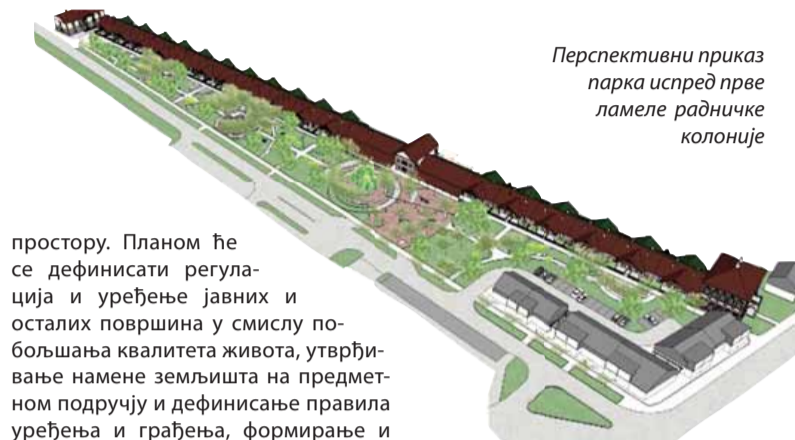 Перспективни приказ
парка испред прве
ламеле радничке
колоније
простору. Планом ће
се дефинисати регула-
ција и уређење јавних и
осталих површина у смислу по-
бољшања квалитета живота, утврђи-
вање намене земљишта на предмет-
ном подручју и дефинисање правила
уређења и грађења, формирање и